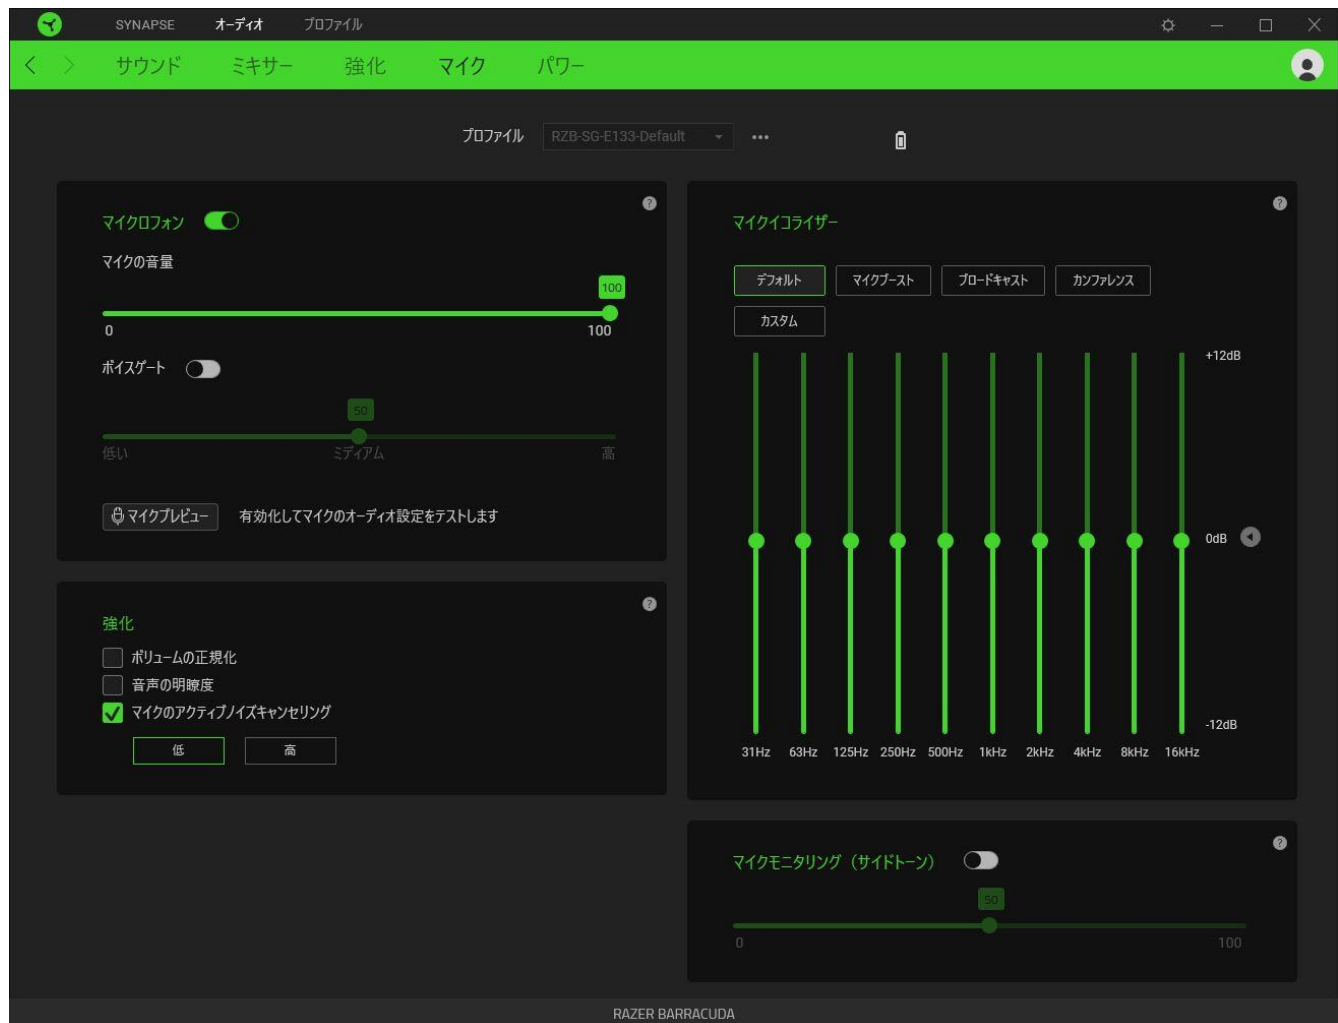 SYNAPSE オーディオ プロファイル
サウンド ミキサー 強化 マイク パワー
プロファイル RZB-SG-E133-Default
マイクロフォン
マイクの音量
100
0 100
ボイスゲート
50
低い ミディアム 高
マイクプレビュー 有効化してマイクのオーディオ設定をテストします
強化
ボリュームの正規化
音声の明瞭度
マイクのアクティブノイズキャンセリング
低 高
マイクイコライザー
デフォルト マイクブースト ブロードキャスト カンファレンス
カスタム
+12dB
0dB
-12dB
31Hz 63Hz 125Hz 250Hz 500Hz 1kHz 2kHz 4kHz 8kHz 16kHz
マイクモニタリング（サイドトーン）
50
0 100
RAZER BARRACUDA